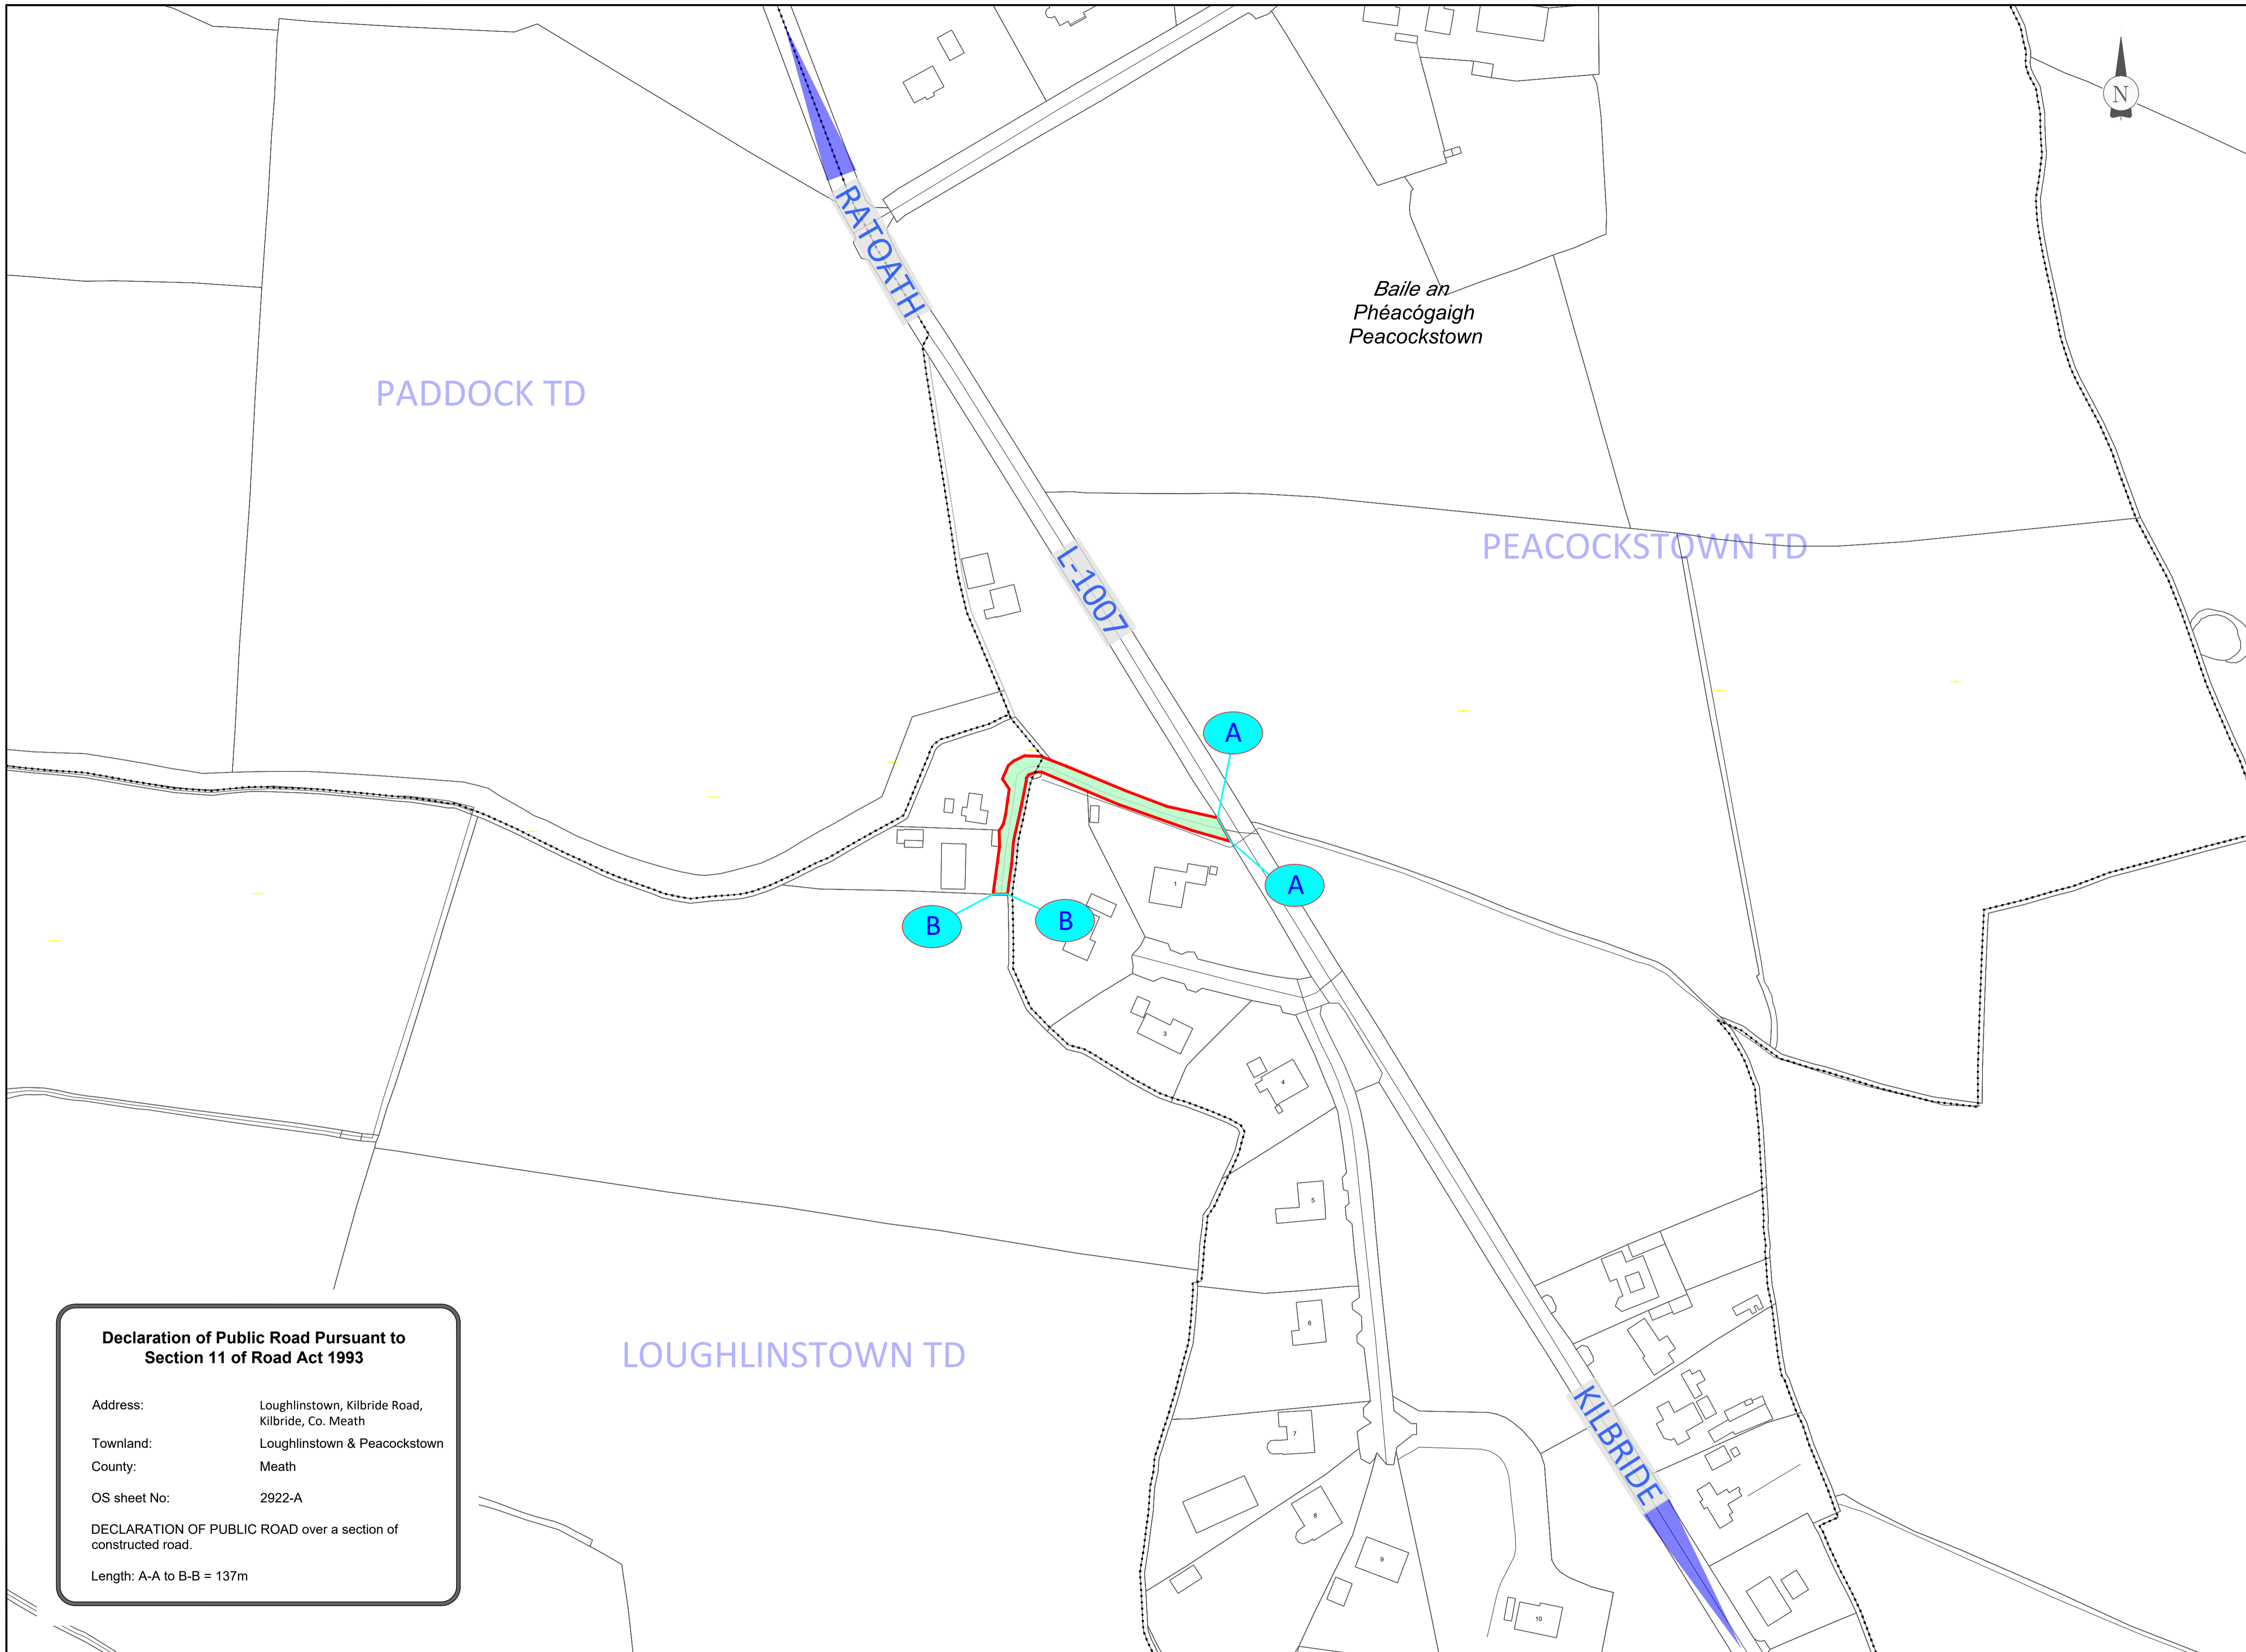 N
RATOATH
Baile an
Phéacógaigh
Peacockstown
PADDOCK TD
PEACOCKSTOWN TD
L-1007
A
A
B
B
1
3
4
5
6
7
8
9
10
KILBRIDE
LOUGHLINSTOWN TD
Declaration of Public Road Pursuant to
Section 11 of Road Act 1993
Address: Loughlinstown, Kilbride Road,
Kilbride, Co. Meath
Townland: Loughlinstown & Peacockstown
County: Meath
OS sheet No: 2922-A
DECLARATION OF PUBLIC ROAD over a section of
constructed road.
Length: A-A to B-B = 137m